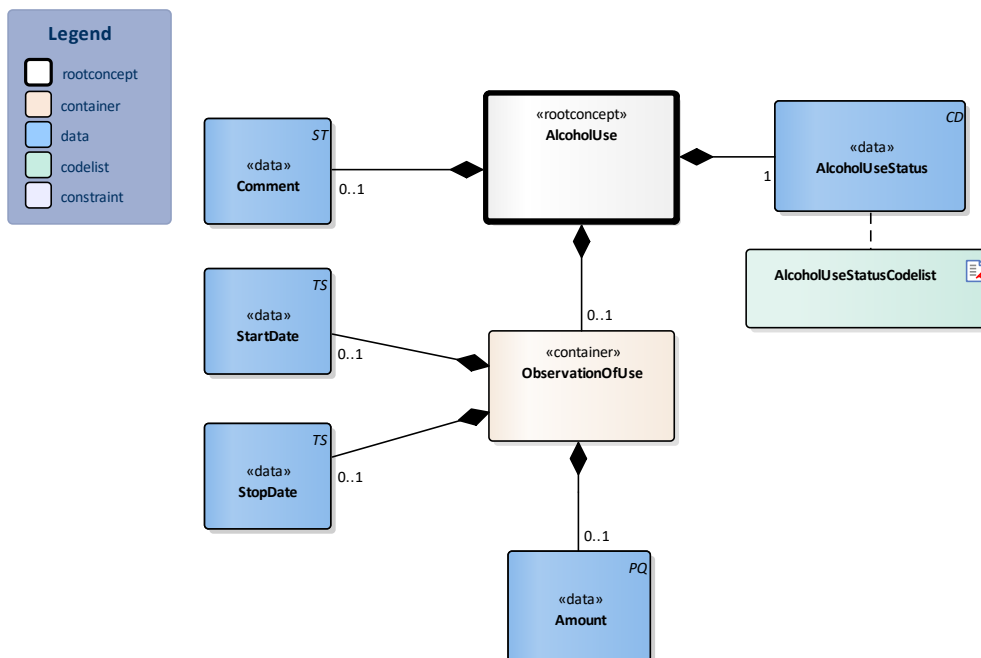 Legend
rootconcept
container
data
codelist
constraint
ST
«data»
Comment
0..1
«rootconcept»
AlcoholUse
CD
«data»
AlcoholUseStatus
1
AlcoholUseStatusCodelist
TS
«data»
StartDate
0..1
0..1
«container»
ObservationOfUse
TS
«data»
StopDate
0..1
0..1
PQ
«data»
Amount